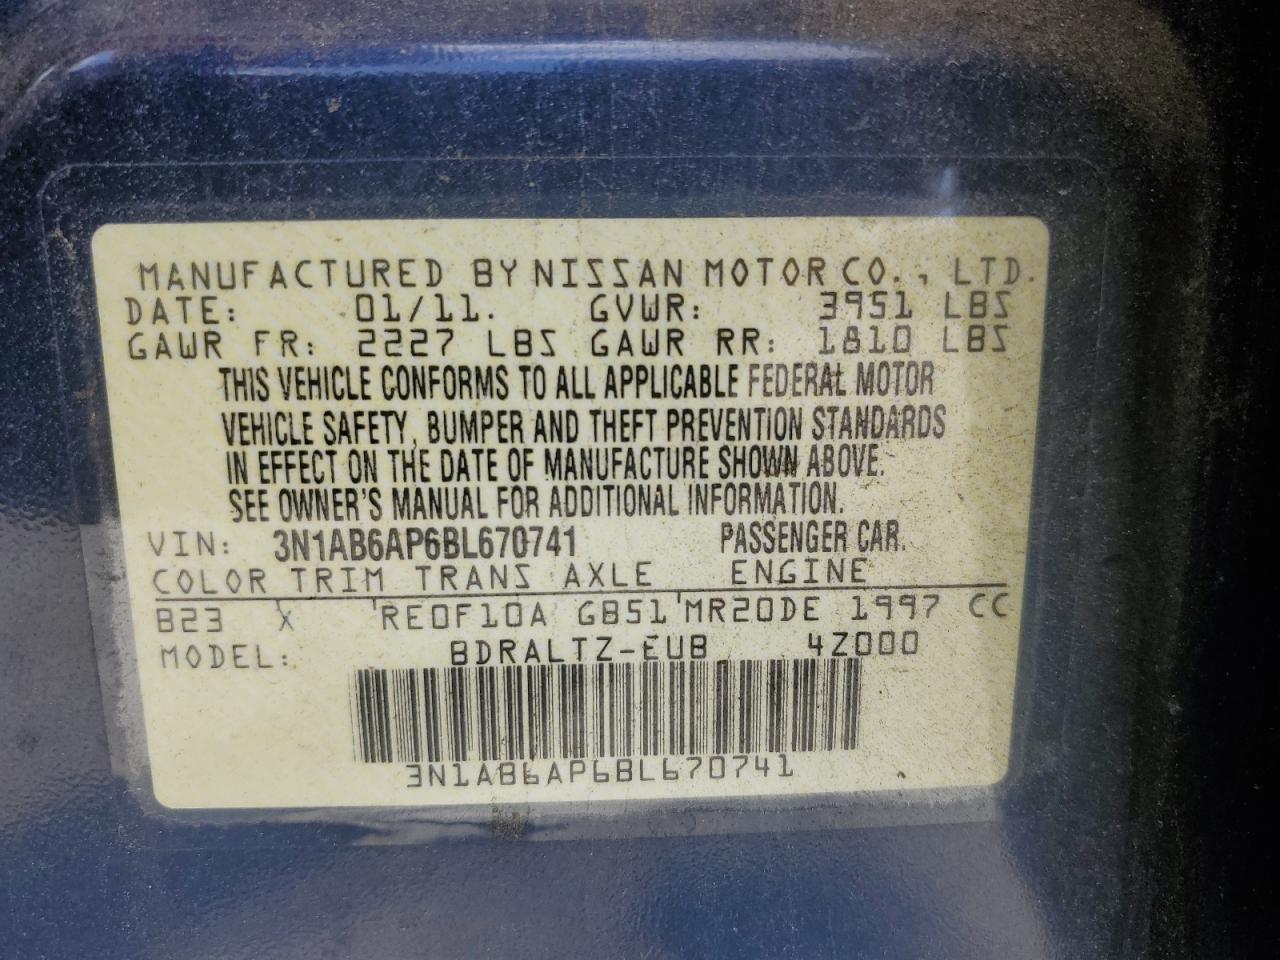 MANUFACTURED BY NISSAN MOTOR CO., LTD.
DATE: 01/11. GVWR: 3951 LBS
GAWR FR: 2227 LBS GAWR RR: 1810 LBS
THIS VEHICLE CONFORMS TO ALL APPLICABLE FEDERAL MOTOR
VEHICLE SAFETY, BUMPER AND THEFT PREVENTION STANDARDS
IN EFFECT ON THE DATE OF MANUFACTURE SHOWN ABOVE.
SEE OWNER'S MANUAL FOR ADDITIONAL INFORMATION.
VIN: 3N1AB6AP6BL670741 PASSENGER CAR.
COLOR TRIM TRANS AXLE ENGINE
B23 X RE0F10A GB51 MR20DE 1997 CC
MODEL: BDRALTZ-EUB 4Z000
3N1AB6AP6BL670741